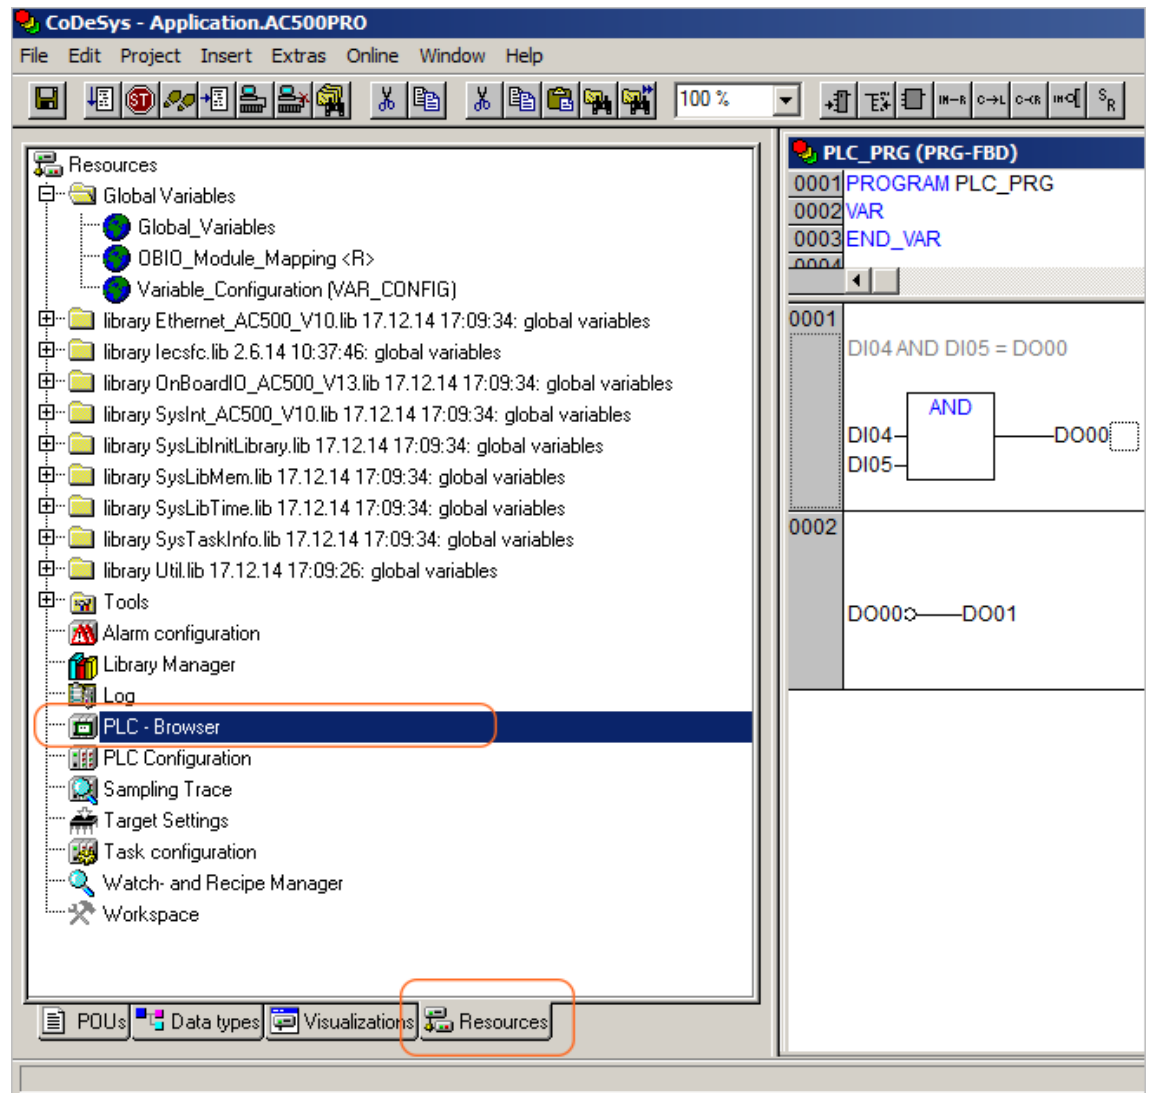 CoDeSys - Application.AC500PRO
File Edit Project Insert Extras Online Window Help
ST 100 % IN-R C→L C-CR IN-C S R
Resources
Global Variables
Global_Variables
OBIO_Module_Mapping <R>
Variable_Configuration (VAR_CONFIG)
library Ethernet_AC500_V10.lib 17.12.14 17:09:34: global variables
library Iecsfc.lib 2.6.14 10:37:46: global variables
library OnBoardIO_AC500_V13.lib 17.12.14 17:09:34: global variables
library SysInt_AC500_V10.lib 17.12.14 17:09:34: global variables
library SysLibInitLibrary.lib 17.12.14 17:09:34: global variables
library SysLibMem.lib 17.12.14 17:09:34: global variables
library SysLibTime.lib 17.12.14 17:09:34: global variables
library SysTaskInfo.lib 17.12.14 17:09:34: global variables
library Util.lib 17.12.14 17:09:26: global variables
Tools
Alarm configuration
Library Manager
Log
PLC - Browser
PLC Configuration
Sampling Trace
Target Settings
Task configuration
Watch- and Recipe Manager
Workspace
POUs Data types Visualizations Resources
PLC_PRG (PRG-FBD)
0001 PROGRAM PLC_PRG
0002 VAR
0003 END_VAR
0004
0001
DI04 AND DI05 = DO00
AND
DI04 DO00
DI05
0002
DO00 DO01